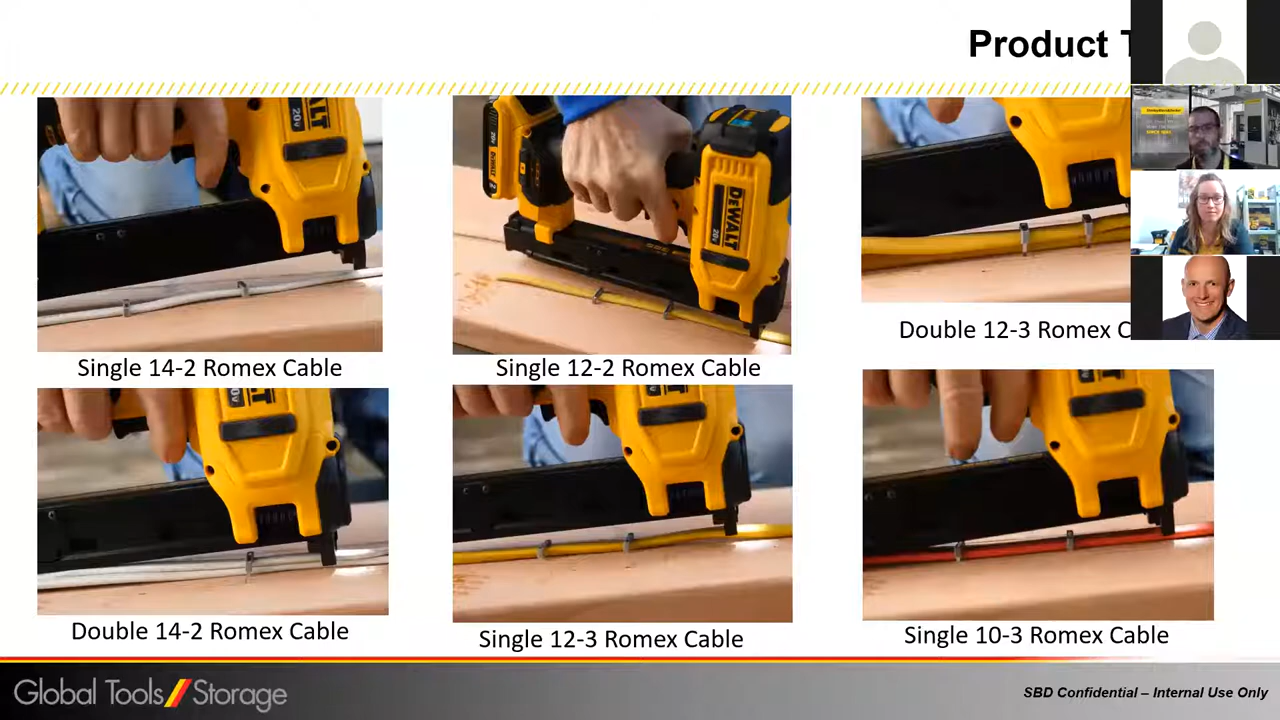 Product
Single 14-2 Romex Cable
Single 12-2 Romex Cable
Double 12-3 Romex
Double 14-2 Romex Cable
Single 12-3 Romex Cable
Single 10-3 Romex Cable
DEWALT
20V
Global Tools Storage
SBD Confidential – Internal Use Only